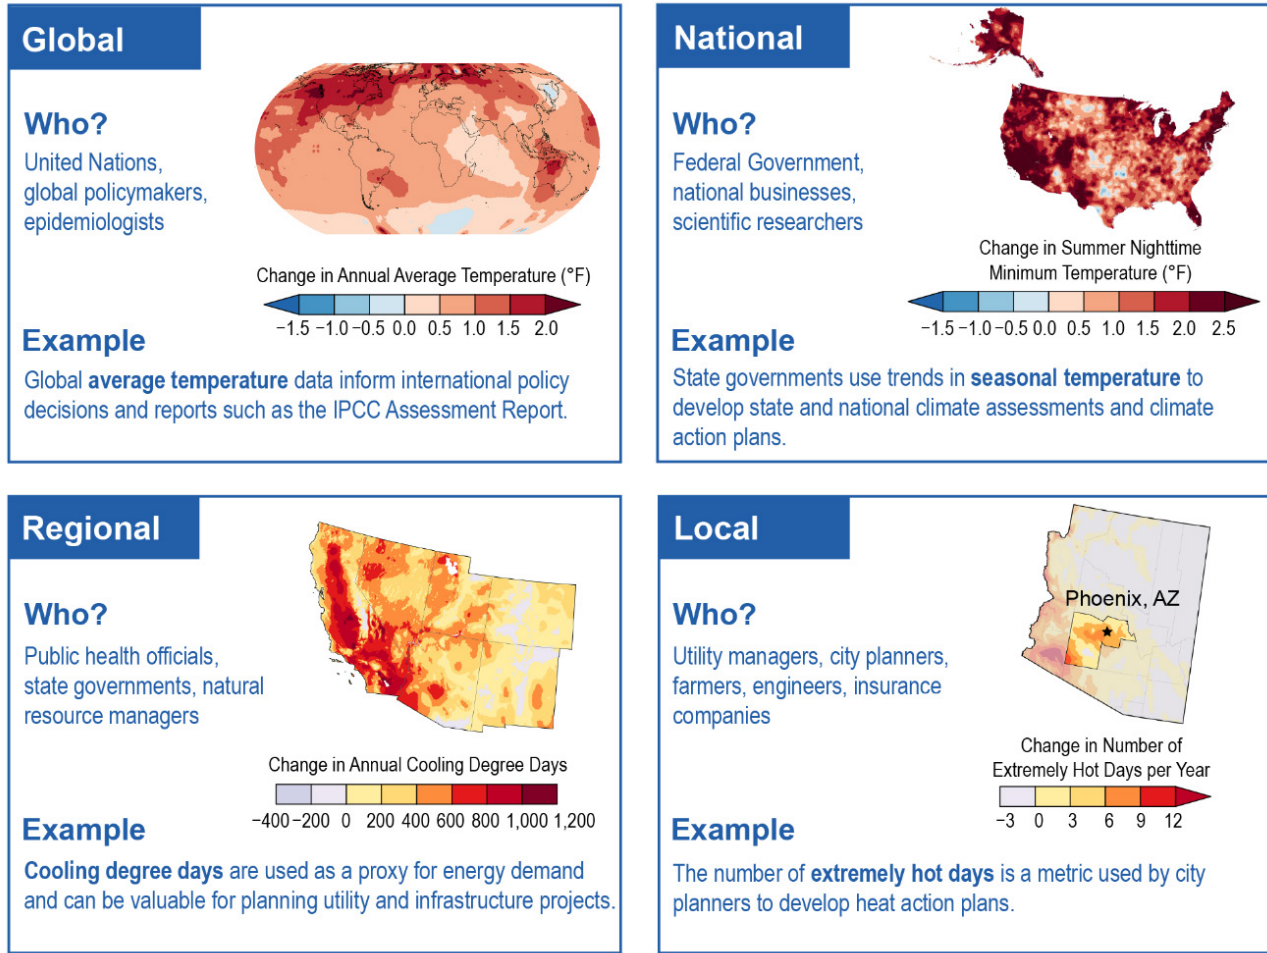 Global
Who?
United Nations,
global policymakers,
epidemiologists
Change in Annual Average Temperature (°F)
−1.5 −1.0 −0.5 0.0 0.5 1.0 1.5 2.0
Example
Global average temperature data inform international policy
decisions and reports such as the IPCC Assessment Report.
National
Who?
Federal Government,
national businesses,
scientific researchers
Change in Summer Nighttime
Minimum Temperature (°F)
−1.5 −1.0 −0.5 0.0 0.5 1.0 1.5 2.0 2.5
Example
State governments use trends in seasonal temperature to
develop state and national climate assessments and climate
action plans.
Regional
Who?
Public health officials,
state governments, natural
resource managers
Change in Annual Cooling Degree Days
−400 −200 0 200 400 600 800 1,000 1,200
Example
Cooling degree days are used as a proxy for energy demand
and can be valuable for planning utility and infrastructure projects.
Local
Phoenix, AZ
Who?
Utility managers, city planners,
farmers, engineers, insurance
companies
Change in Number of
Extremely Hot Days per Year
−3 0 3 6 9 12
Example
The number of extremely hot days is a metric used by city
planners to develop heat action plans.